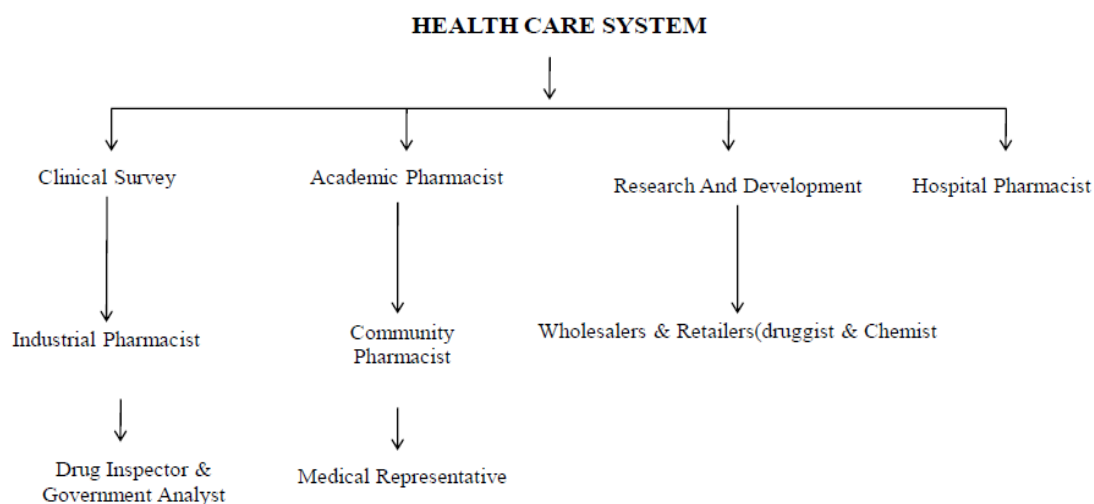 HEALTH CARE SYSTEM
Clinical Survey
Academic Pharmacist
Research And Development
Hospital Pharmacist
Industrial Pharmacist
Community
Pharmacist
Wholesalers & Retailers(druggist & Chemist
Drug Inspector &
Government Analyst
Medical Representative